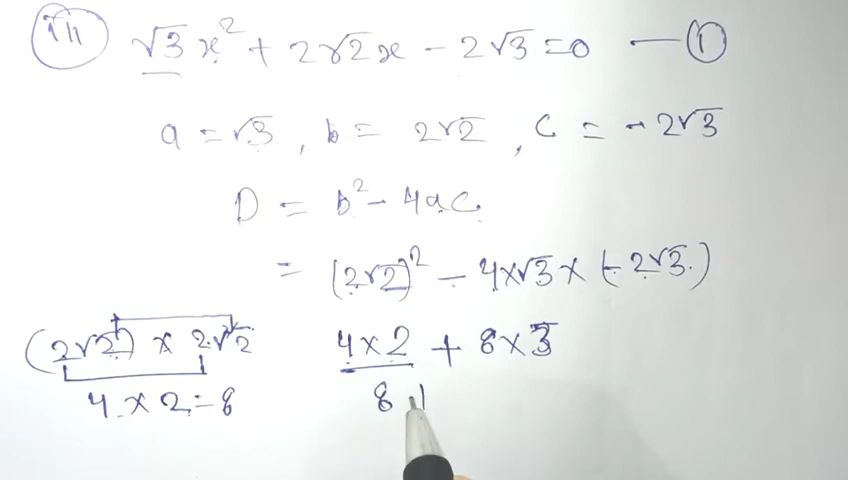 (iii) √3x² + 2√2x - 2√3 = 0 — (1)
a = √3, b = 2√2, c = -2√3
D = b² - 4ac
= (2√2)² - 4×√3 × (-2√3)
(2√2) × 2√2
4×2 + 8×3
4 × 2 = 8
8